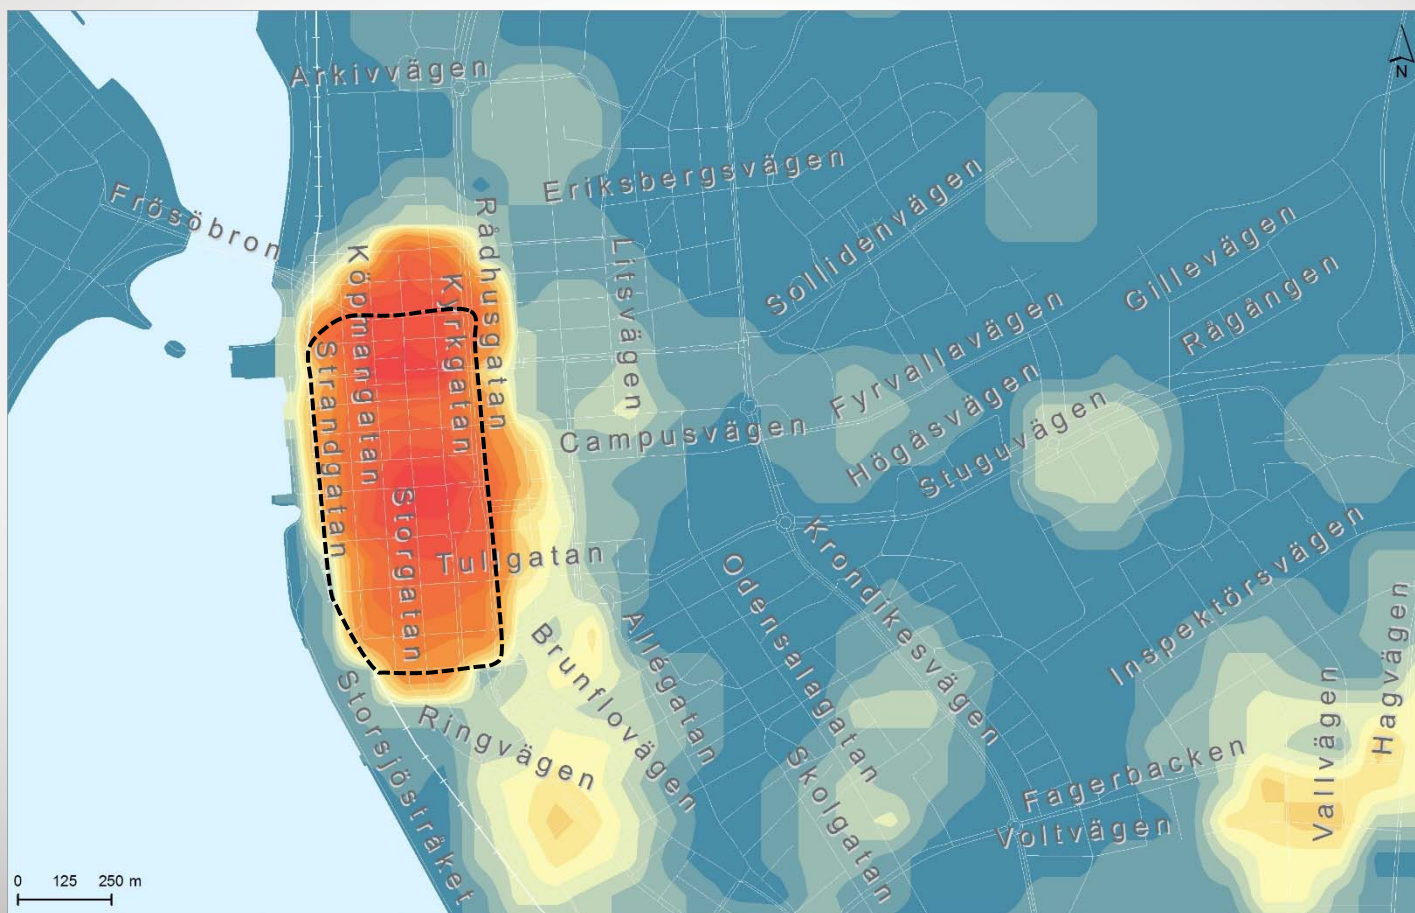 Arkivvägen
N
Eriksbergsvägen
Frösöbron
Rådhusgatan
Sollidenvägen
Litsvägen
Köpmangatan
Kyrkgatan
Gillevägen
Rågången
Fyrvallavägen
Strandgatan
Högåsvägen
Stuguvägen
Campusvägen
Storgatan
Tullgatan
Krondikesvägen
Inspektörsvägen
Odensalagatan
Hagvägen
Allégatan
Brunflovägen
Vallvägen
Storsjöstråket
Ringvägen
Fagerbacken
Skolgatan
Voltvägen
0 125 250 m